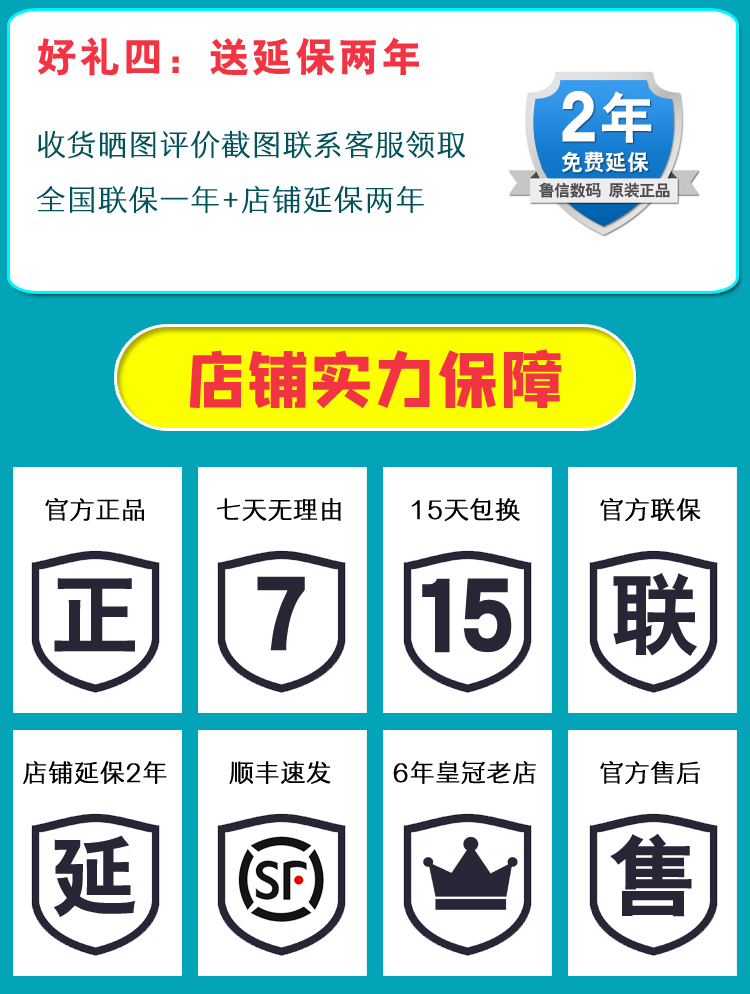 好礼四：送延保两年
收货晒图评价截图联系客服领取
全国联保一年+店铺延保两年
2年
免费延保
鲁信数码 原装正品
店铺实力保障
官方正品
七天无理由
15天包换
官方联保
正
7
15
联
店铺延保2年
顺丰速发
6年皇冠老店
官方售后
延
SF
售